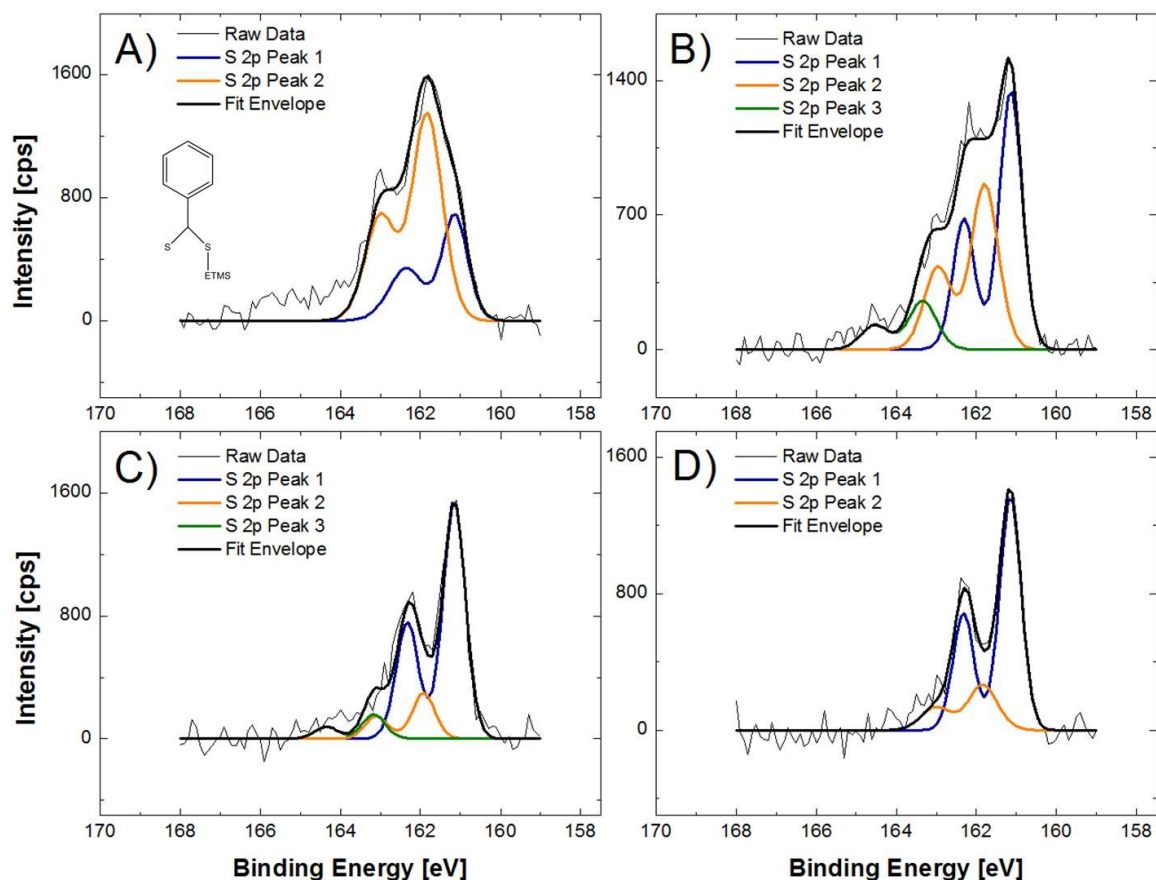 A)
Raw Data
S 2p Peak 1
S 2p Peak 2
Fit Envelope
S
S
ETMS
1600
800
0
170
168
166
164
162
160
158
Intensity [cps]
B)
Raw Data
S 2p Peak 1
S 2p Peak 2
S 2p Peak 3
Fit Envelope
1400
700
0
170
168
166
164
162
160
158
C)
Raw Data
S 2p Peak 1
S 2p Peak 2
S 2p Peak 3
Fit Envelope
1600
800
0
170
168
166
164
162
160
158
Intensity [cps]
Binding Energy [eV]
D)
Raw Data
S 2p Peak 1
S 2p Peak 2
Fit Envelope
1600
800
0
170
168
166
164
162
160
158
Binding Energy [eV]